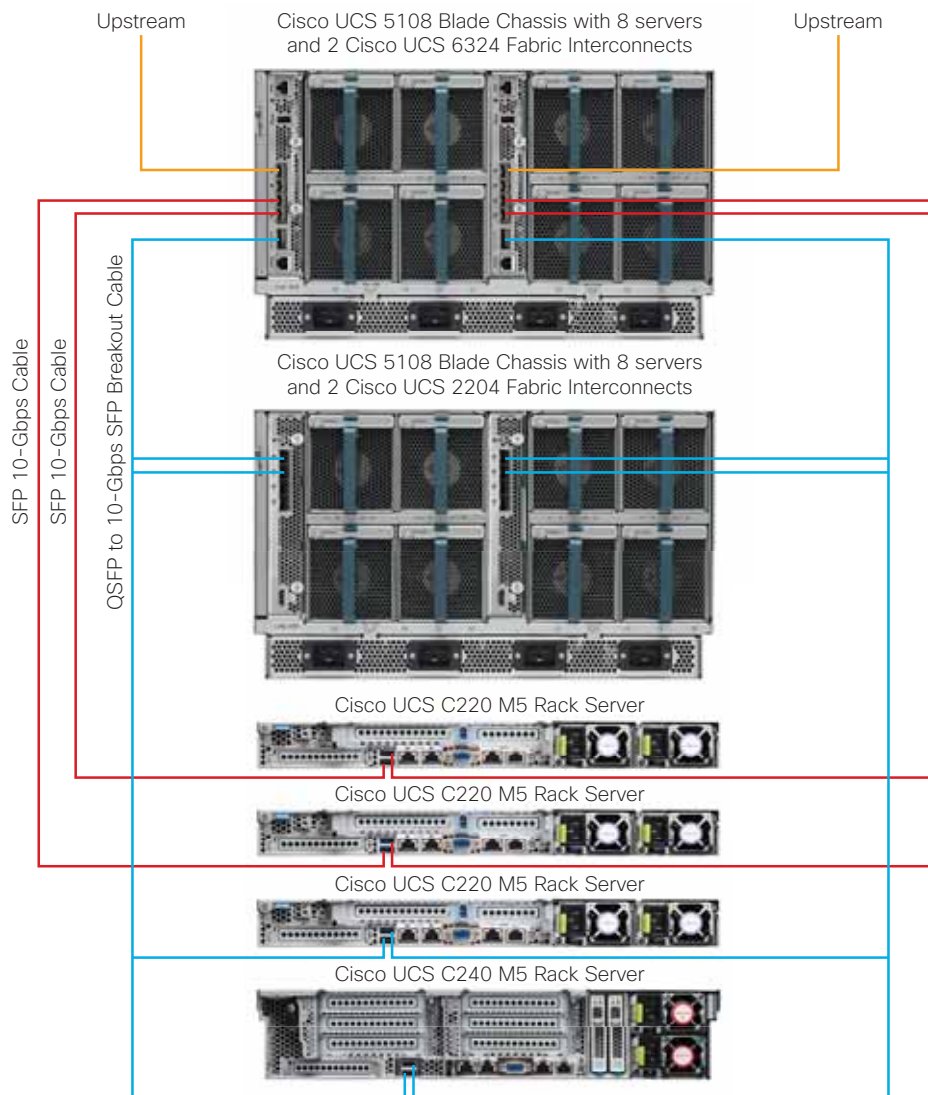 Upstream
Cisco UCS 5108 Blade Chassis with 8 servers
and 2 Cisco UCS 6324 Fabric Interconnects
Upstream
SFP 10-Gbps Cable
SFP 10-Gbps Cable
QSFP to 10-Gbps SFP Breakout Cable
Cisco UCS 5108 Blade Chassis with 8 servers
and 2 Cisco UCS 2204 Fabric Interconnects
Cisco UCS C220 M5 Rack Server
Cisco UCS C220 M5 Rack Server
Cisco UCS C220 M5 Rack Server
Cisco UCS C240 M5 Rack Server